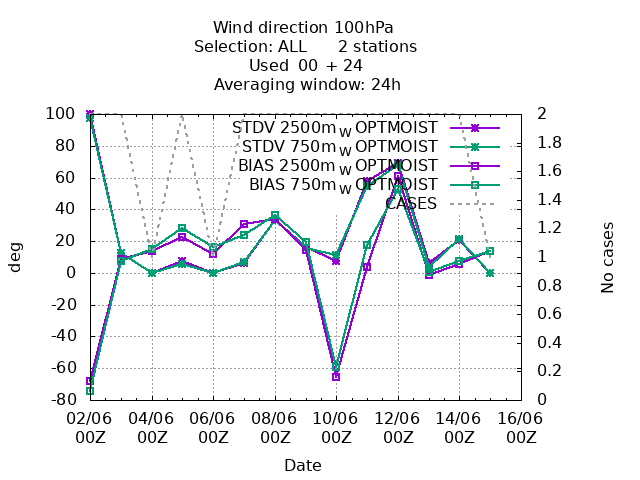 Wind direction 100hPa
Selection: ALL 2 stations
Used 00 + 24
Averaging window: 24h
STDV 2500m W OPTMOIST
STDV 750m W OPTMOIST
BIAS 2500m W OPTMOIST
BIAS 750m W OPTMOIST
CASES
deg
100
80
60
40
20
0
-20
-40
-60
-80
No cases
2
1.8
1.6
1.4
1.2
1
0.8
0.6
0.4
0.2
0
02/06 04/06 06/06 08/06 10/06 12/06 14/06 16/06
00Z 00Z 00Z 00Z 00Z 00Z 00Z 00Z
Date